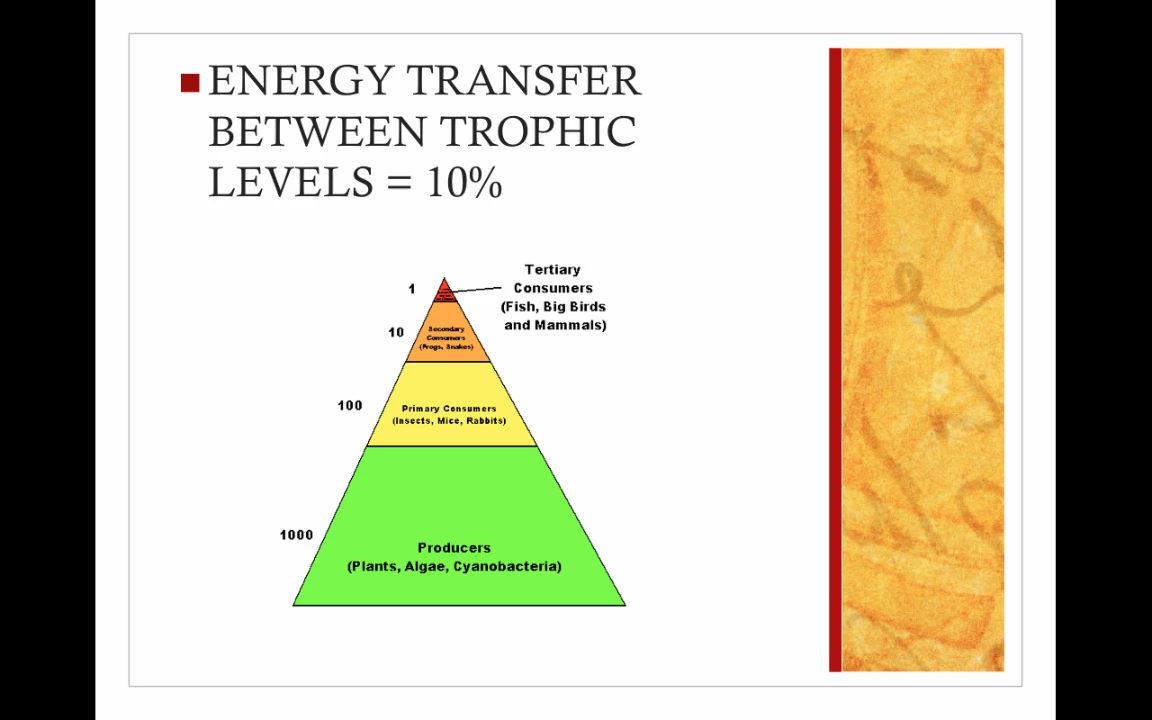 ENERGY TRANSFER
BETWEEN TROPHIC
LEVELS = 10%
Tertiary
Consumers
(Fish, Big Birds
and Mammals)
1
10
Secondary
Consumers
(Frogs, Snakes)
100
Primary Consumers
(Insects, Mice, Rabbits)
1000
Producers
(Plants, Algae, Cyanobacteria)